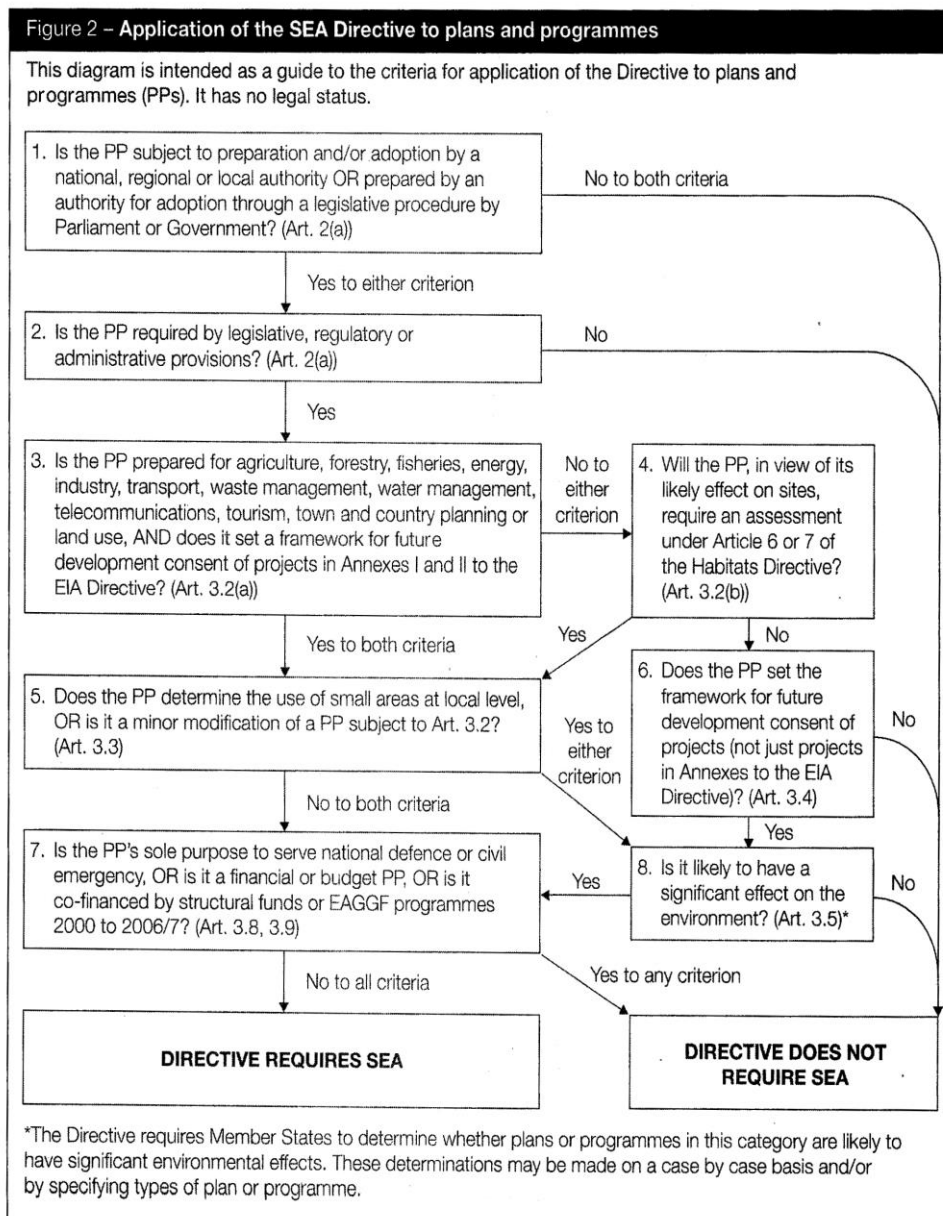 Figure 2 – Application of the SEA Directive to plans and programmes
This diagram is intended as a guide to the criteria for application of the Directive to plans and
programmes (PPs). It has no legal status.
1. Is the PP subject to preparation and/or adoption by a
national, regional or local authority OR prepared by an
authority for adoption through a legislative procedure by
Parliament or Government? (Art. 2(a))
No to both criteria
Yes to either criterion
2. Is the PP required by legislative, regulatory or
administrative provisions? (Art. 2(a))
No
Yes
3. Is the PP prepared for agriculture, forestry, fisheries, energy,
industry, transport, waste management, water management,
telecommunications, tourism, town and country planning or
land use, AND does it set a framework for future
development consent of projects in Annexes I and II to the
EIA Directive? (Art. 3.2(a))
No to
either
criterion
4. Will the PP, in view of its
likely effect on sites,
require an assessment
under Article 6 or 7 of
the Habitats Directive?
(Art. 3.2(b))
Yes to both criteria
Yes
No
5. Does the PP determine the use of small areas at local level,
OR is it a minor modification of a PP subject to Art. 3.2?
(Art. 3.3)
Yes to
either
criterion
6. Does the PP set the
framework for future
development consent of
projects (not just projects
in Annexes to the EIA
Directive)? (Art. 3.4)
No
No to both criteria
Yes
7. Is the PP's sole purpose to serve national defence or civil
emergency, OR is it a financial or budget PP, OR is it
co-financed by structural funds or EAGGF programmes
2000 to 2006/7? (Art. 3.8, 3.9)
Yes
8. Is it likely to have a
significant effect on the
environment? (Art. 3.5)*
No
No to all criteria
Yes to any criterion
DIRECTIVE REQUIRES SEA
DIRECTIVE DOES NOT
REQUIRE SEA
*The Directive requires Member States to determine whether plans or programmes in this category are likely to
have significant environmental effects. These determinations may be made on a case by case basis and/or
by specifying types of plan or programme.